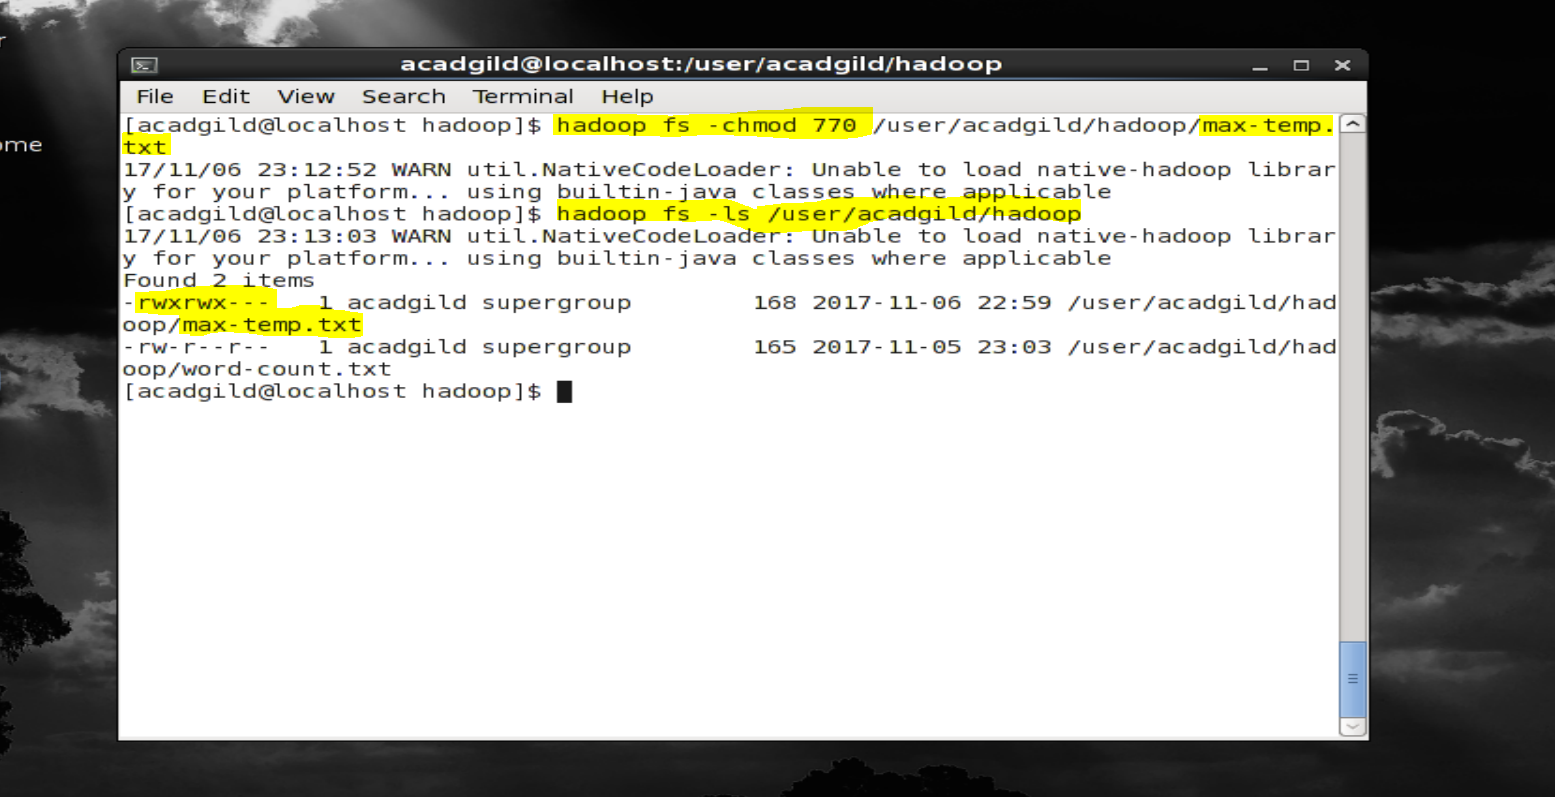 r
ome
acadgild@localhost:/user/acadgild/hadoop
File Edit View Search Terminal Help
[acadgild@localhost hadoop]$ hadoop fs -chmod 770 /user/acadgild/hadoop/max-temp.
txt
17/11/06 23:12:52 WARN util.NativeCodeLoader: Unable to load native-hadoop librar
y for your platform... using builtin-java classes where applicable
[acadgild@localhost hadoop]$ hadoop fs -ls /user/acadgild/hadoop
17/11/06 23:13:03 WARN util.NativeCodeLoader: Unable to load native-hadoop librar
y for your platform... using builtin-java classes where applicable
Found 2 items
-rwxrwx---   1 acadgild supergroup        168 2017-11-06 22:59 /user/acadgild/had
oop/max-temp.txt
-rw-r--r--   1 acadgild supergroup        165 2017-11-05 23:03 /user/acadgild/had
oop/word-count.txt
[acadgild@localhost hadoop]$